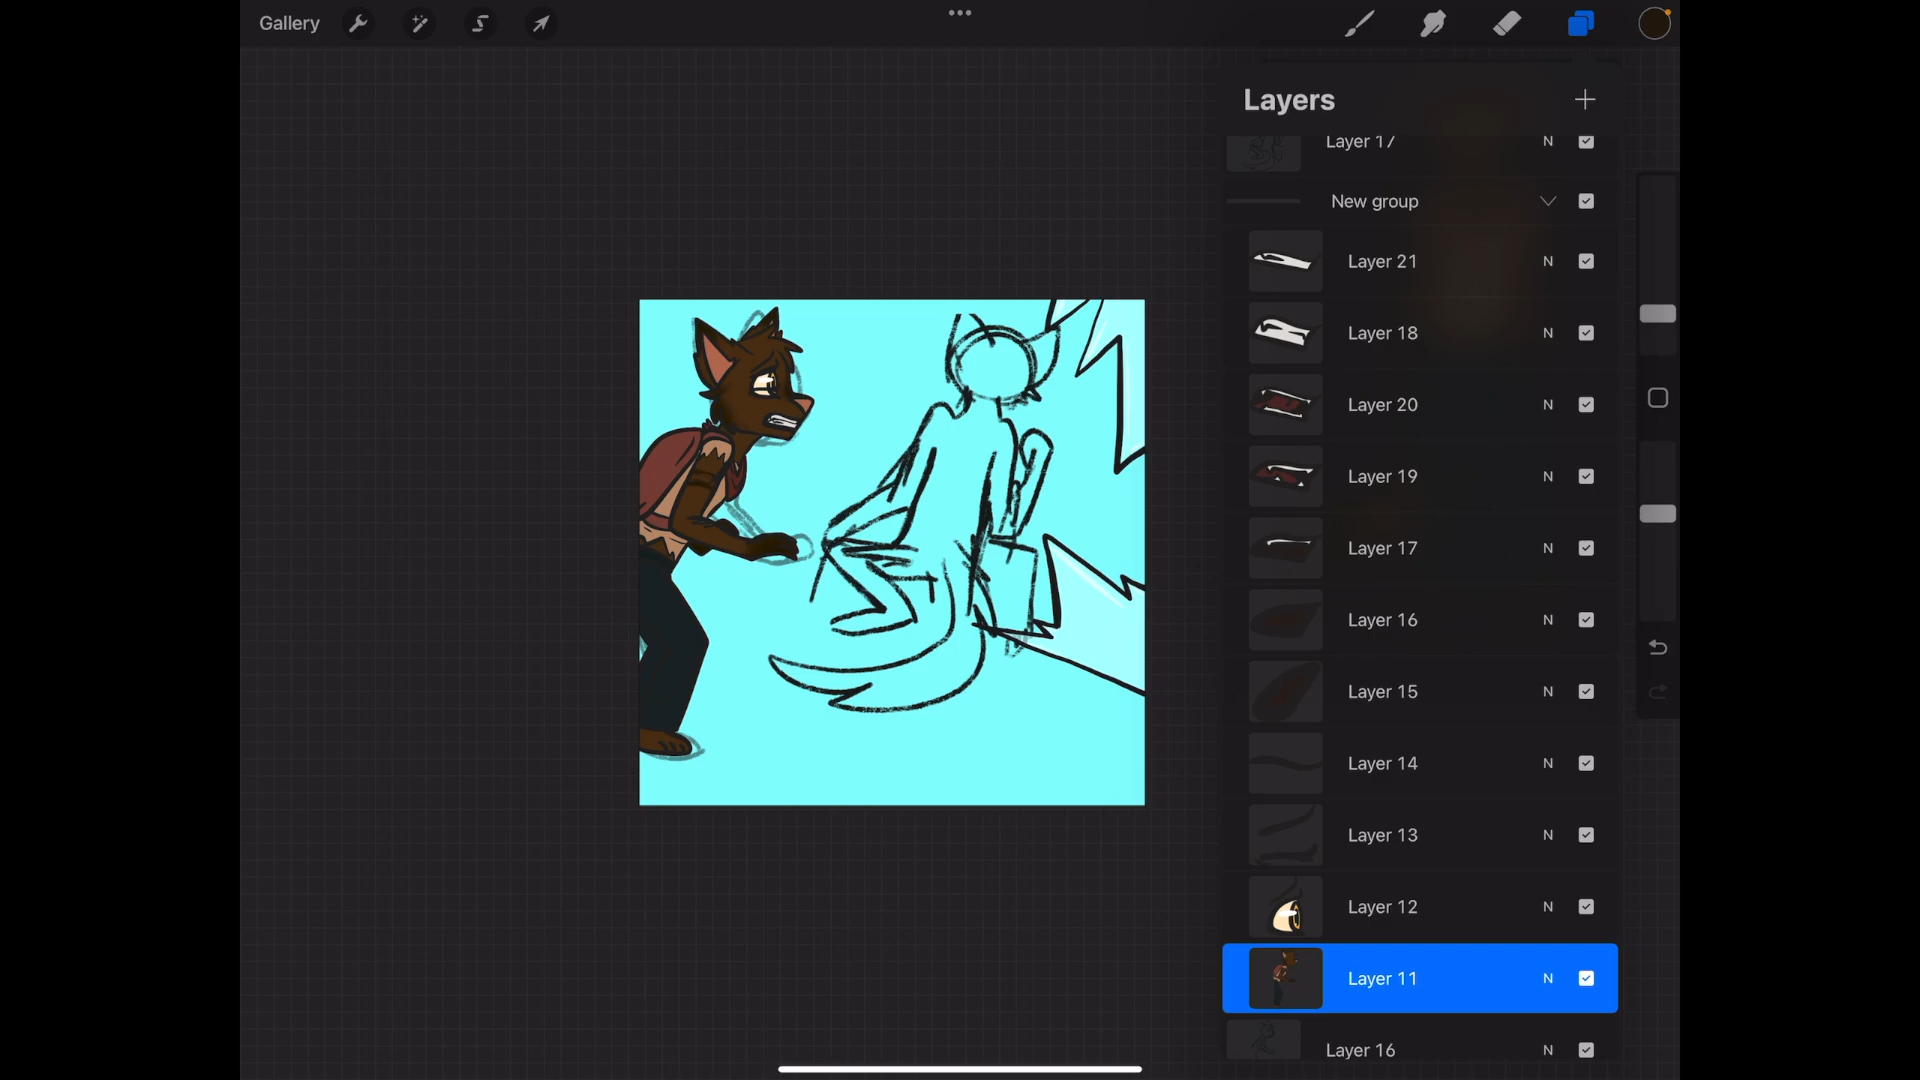 Gallery
Layers
Layer 17 N
New group
Layer 21 N
Layer 18 N
Layer 20 N
Layer 19 N
Layer 17 N
Layer 16 N
Layer 15 N
Layer 14 N
Layer 13 N
Layer 12 N
Layer 11 N
Layer 16 N